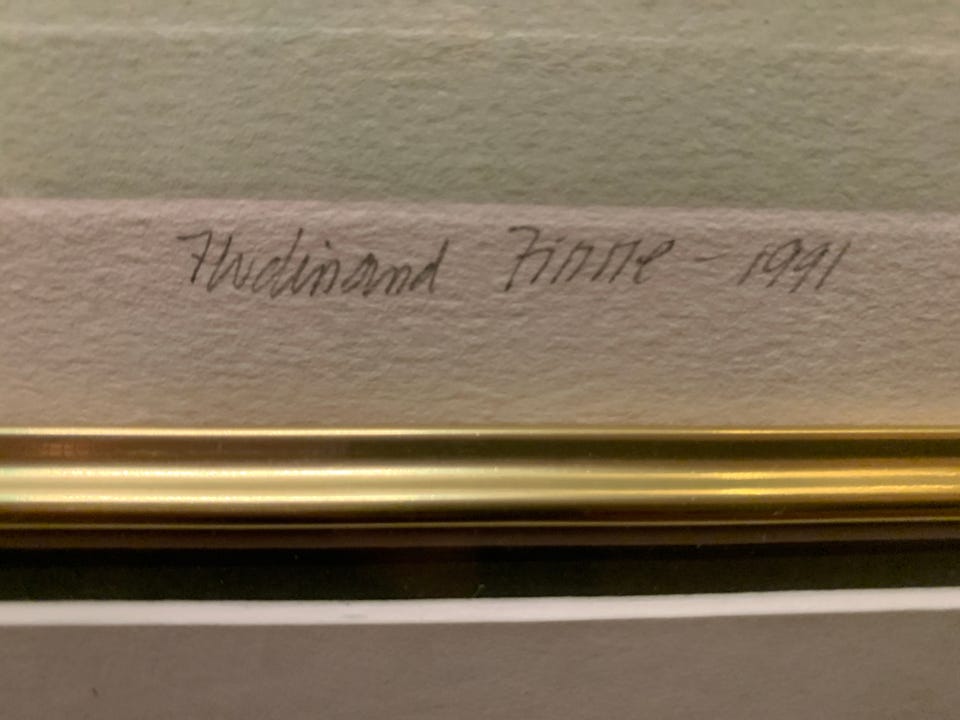 Ferdinand Finne - 1991